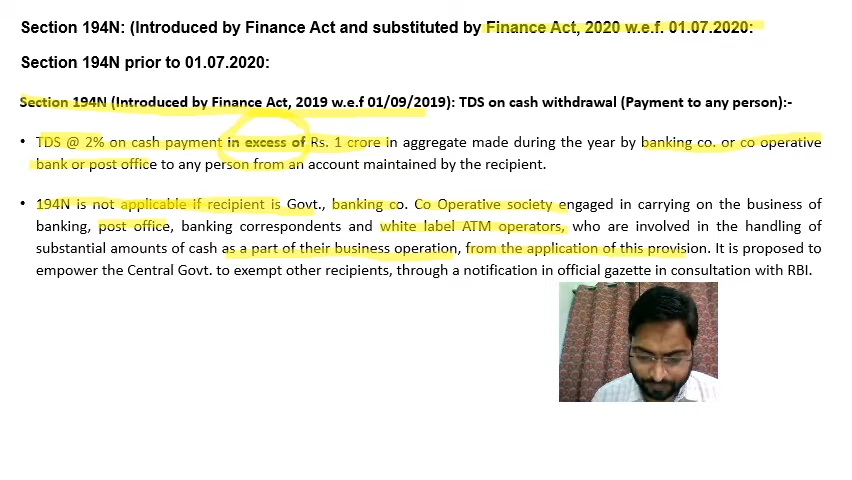 Section 194N: (Introduced by Finance Act and substituted by Finance Act, 2020 w.e.f. 01.07.2020:
Section 194N prior to 01.07.2020:
Section 194N (Introduced by Finance Act, 2019 w.e.f 01/09/2019): TDS on cash withdrawal (Payment to any person):-
• TDS @ 2% on cash payment in excess of Rs. 1 crore in aggregate made during the year by banking co. or co operative
bank or post office to any person from an account maintained by the recipient.
• 194N is not applicable if recipient is Govt., banking co. Co Operative society engaged in carrying on the business of
banking, post office, banking correspondents and white label ATM operators, who are involved in the handling of
substantial amounts of cash as a part of their business operation, from the application of this provision. It is proposed to
empower the Central Govt. to exempt other recipients, through a notification in official gazette in consultation with RBI.